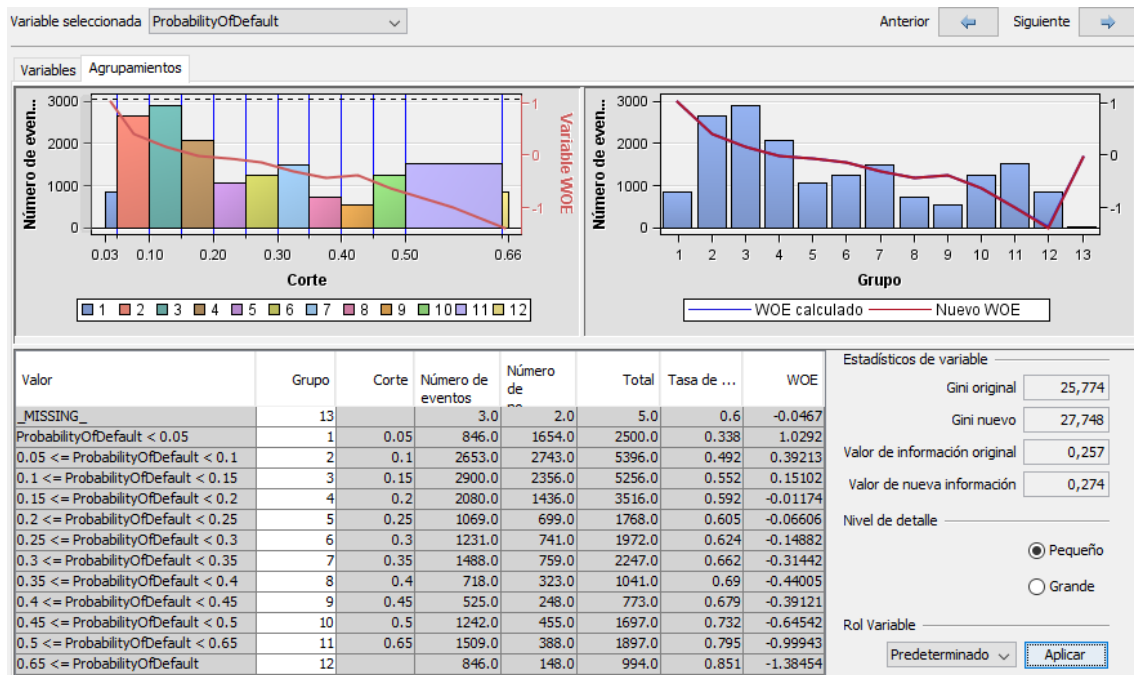 Variable seleccionada ProbabilityOfDefault Anterior Siguiente
Variables Agrupamientos
Número de even...
3000
2000
1000
0
1
0
-1
Variable WOE
0.03 0.10 0.20 0.30 0.40 0.50 0.66
Corte
1 2 3 4 5 6 7 8 9 10 11 12
Número de even...
3000
2000
1000
0
1
0
-1
1 2 3 4 5 6 7 8 9 10 11 12 13
Grupo
WOE calculado Nuevo WOE
Valor Grupo Corte Número de eventos Número de Total Tasa de ... WOE
_MISSING_ 13 3.0 2.0 5.0 0.6 -0.0467
ProbabilityOfDefault < 0.05 1 0.05 846.0 1654.0 2500.0 0.338 1.0292
0.05 <= ProbabilityOfDefault < 0.1 2 0.1 2653.0 2743.0 5396.0 0.492 0.39213
0.1 <= ProbabilityOfDefault < 0.15 3 0.15 2900.0 2356.0 5256.0 0.552 0.15102
0.15 <= ProbabilityOfDefault < 0.2 4 0.2 2080.0 1436.0 3516.0 0.592 -0.01174
0.2 <= ProbabilityOfDefault < 0.25 5 0.25 1069.0 699.0 1768.0 0.605 -0.06606
0.25 <= ProbabilityOfDefault < 0.3 6 0.3 1231.0 741.0 1972.0 0.624 -0.14882
0.3 <= ProbabilityOfDefault < 0.35 7 0.35 1488.0 759.0 2247.0 0.662 -0.31442
0.35 <= ProbabilityOfDefault < 0.4 8 0.4 718.0 323.0 1041.0 0.69 -0.44005
0.4 <= ProbabilityOfDefault < 0.45 9 0.45 525.0 248.0 773.0 0.679 -0.39121
0.45 <= ProbabilityOfDefault < 0.5 10 0.5 1242.0 455.0 1697.0 0.732 -0.64542
0.5 <= ProbabilityOfDefault < 0.65 11 0.65 1509.0 388.0 1897.0 0.795 -0.99943
0.65 <= ProbabilityOfDefault 12 846.0 148.0 994.0 0.851 -1.38454
Estadísticos de variable
Gini original 25,774
Gini nuevo 27,748
Valor de información original 0,257
Valor de nueva información 0,274
Nivel de detalle
Pequeño
Grande
Rol Variable
Predeterminado Aplicar